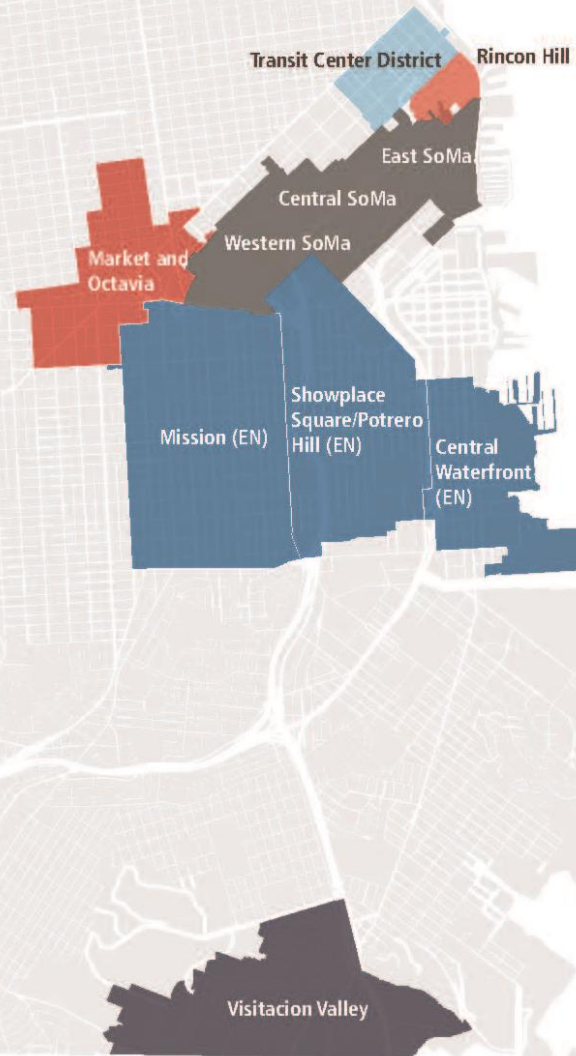 Transit Center District
Rincon Hill
East SoMa
Central SoMa
Western SoMa
Market and
Octavia
Mission (EN)
Showplace
Square/Potrero
Hill (EN)
Central
Waterfront
(EN)
Visitacion Valley